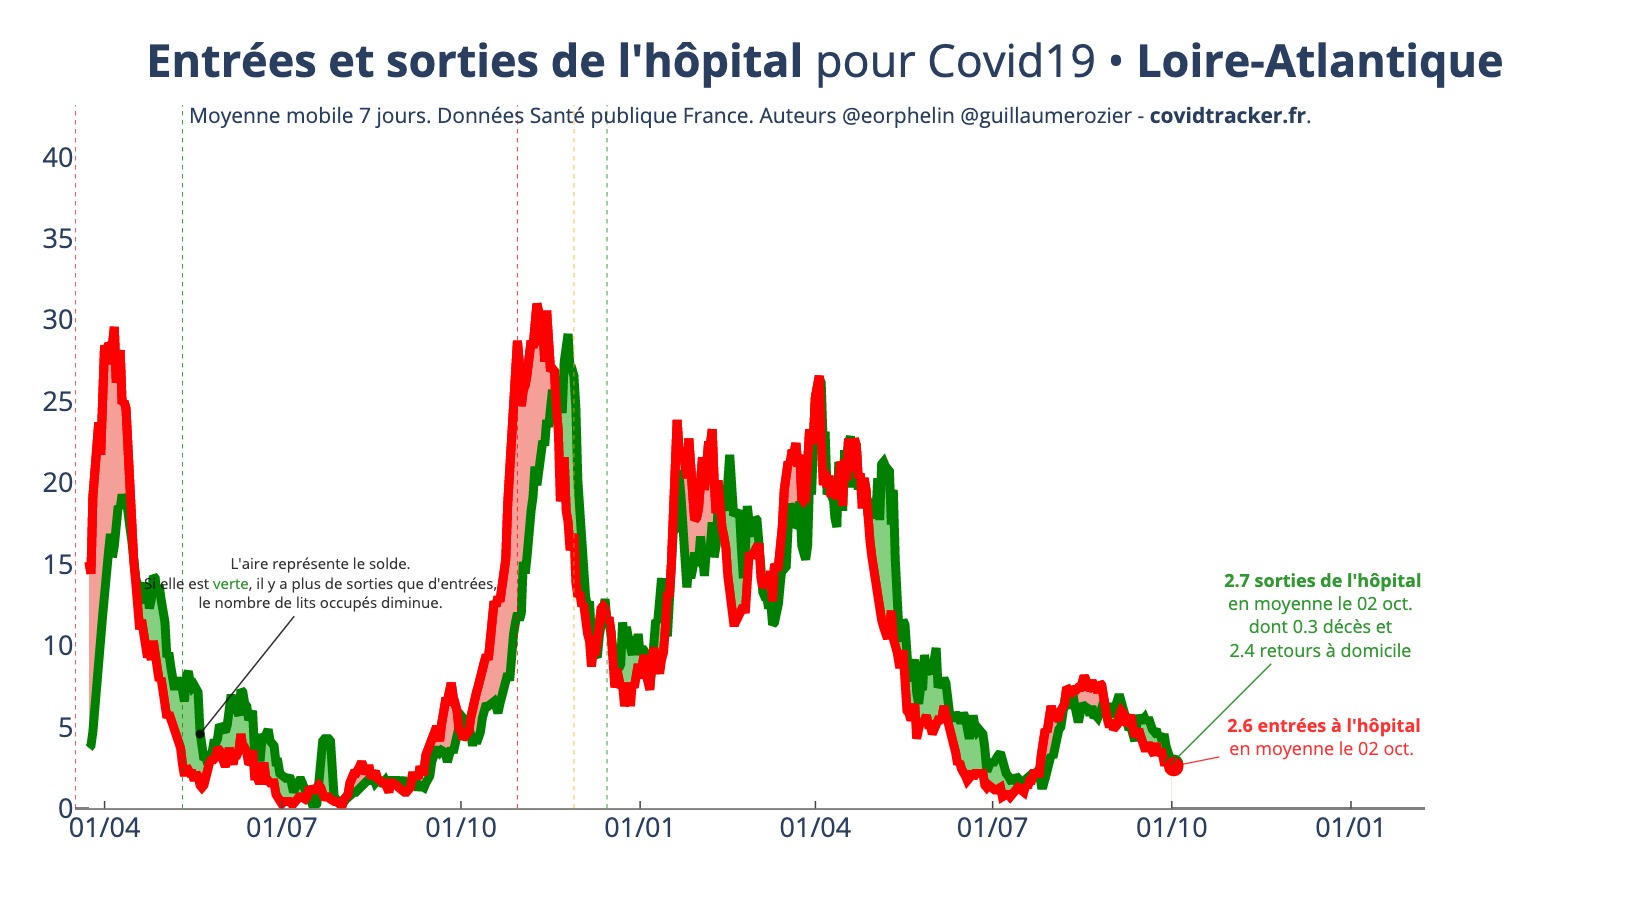 Entrées et sorties de l'hôpital pour Covid19 • Loire-Atlantique
Moyenne mobile 7 jours. Données Santé publique France. Auteurs @eorphelin @guillaumerozier - covidtracker.fr.
40
35
30
25
20
15
10
5
0
L'aire représente le solde.
Si elle est verte, il y a plus de sorties que d'entrées,
le nombre de lits occupés diminue.
2.7 sorties de l'hôpital
en moyenne le 02 oct.
dont 0.3 décès et
2.4 retours à domicile
2.6 entrées à l'hôpital
en moyenne le 02 oct.
01/04 01/07 01/10 01/01 01/04 01/07 01/10 01/01